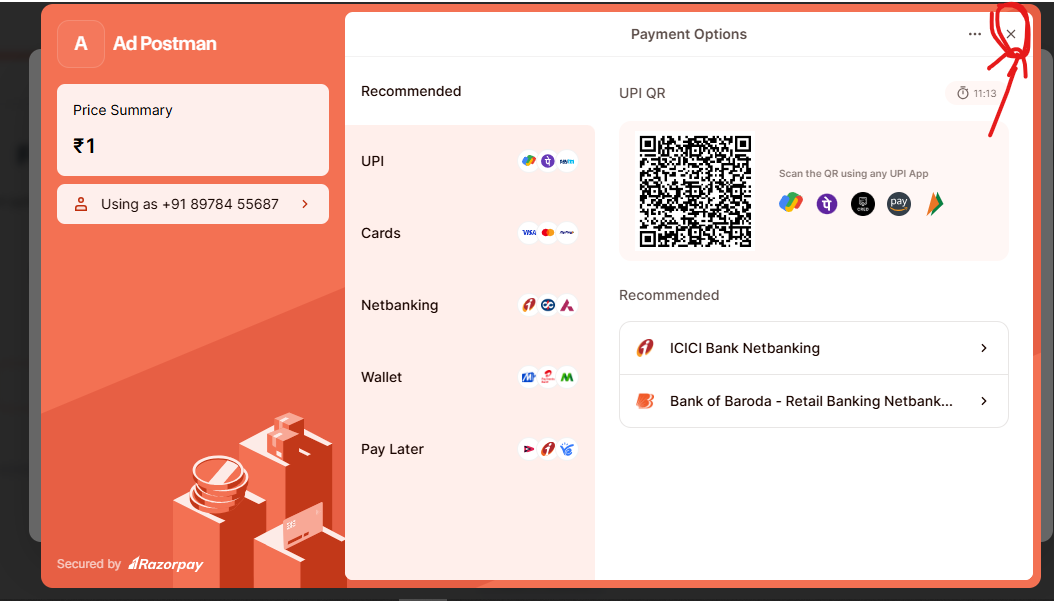 A
Ad Postman
Price Summary
₹1
Using as +91 89784 55687
Secured by Razorpay
Payment Options
Recommended
UPI
Cards
Netbanking
Wallet
Pay Later
UPI QR
11:13
Scan the QR using any UPI App
pay
Recommended
ICICI Bank Netbanking
Bank of Baroda - Retail Banking Netbank...
VISA